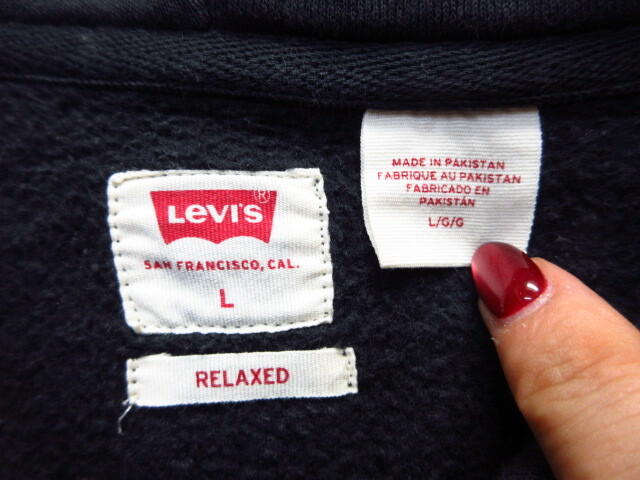 Levi's®
SAN FRANCISCO, CAL.
L
RELAXED
MADE IN PAKISTAN
FABRIQUE AU PAKISTAN
FABRICADO EN
PAKISTÁN
L/G/G